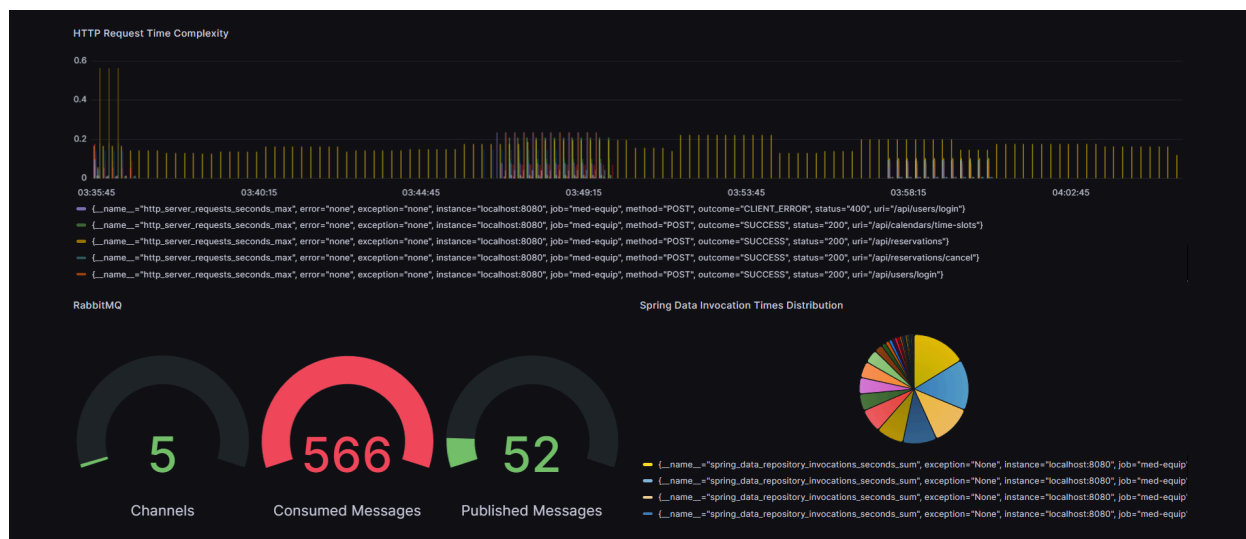 HTTP Request Time Complexity
0.6
0.4
0.2
0
03:35:45 03:40:15 03:44:45 03:49:15 03:53:45 03:58:15 04:02:45
{__name__="http_server_requests_seconds_max", error="none", exception="none", instance="localhost:8080", job="med-equip", method="POST", outcome="CLIENT_ERROR", status="400", uri="/api/users/login"}
{__name__="http_server_requests_seconds_max", error="none", exception="none", instance="localhost:8080", job="med-equip", method="POST", outcome="SUCCESS", status="200", uri="/api/calendars/time-slots"}
{__name__="http_server_requests_seconds_max", error="none", exception="none", instance="localhost:8080", job="med-equip", method="POST", outcome="SUCCESS", status="200", uri="/api/reservations"}
{__name__="http_server_requests_seconds_max", error="none", exception="none", instance="localhost:8080", job="med-equip", method="POST", outcome="SUCCESS", status="200", uri="/api/reservations/cancel"}
{__name__="http_server_requests_seconds_max", error="none", exception="none", instance="localhost:8080", job="med-equip", method="POST", outcome="SUCCESS", status="200", uri="/api/users/login"}
RabbitMQ
5
Channels
566
Consumed Messages
52
Published Messages
Spring Data Invocation Times Distribution
{__name__="spring_data_repository_invocations_seconds_sum", exception="None", instance="localhost:8080", job="med-equip"
{__name__="spring_data_repository_invocations_seconds_sum", exception="None", instance="localhost:8080", job="med-equip"
{__name__="spring_data_repository_invocations_seconds_sum", exception="None", instance="localhost:8080", job="med-equip"
{__name__="spring_data_repository_invocations_seconds_sum", exception="None", instance="localhost:8080", job="med-equip"